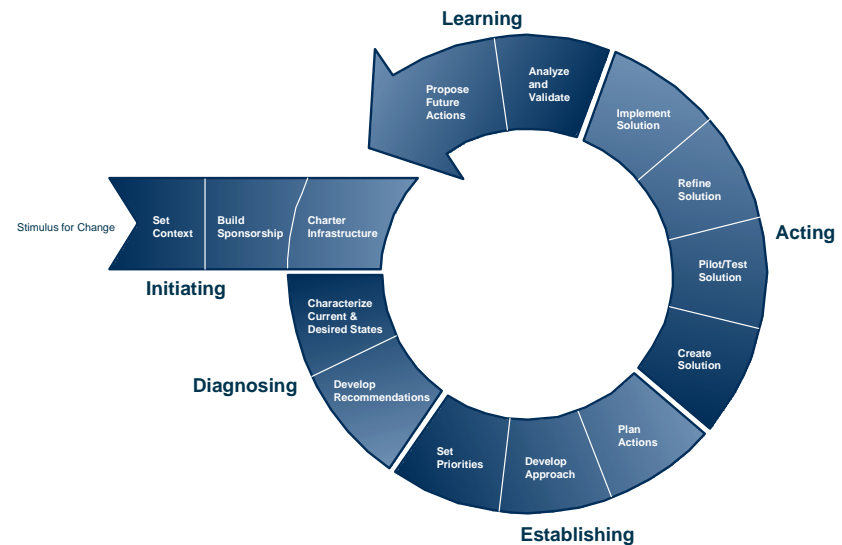 Learning
Analyze
and
Validate
Propose
Future
Actions
Implement
Solution
Refine
Solution
Acting
Pilot/Test
Solution
Create
Solution
Stimulus for Change
Set
Context
Build
Sponsorship
Charter
Infrastructure
Initiating
Characterize
Current &
Desired States
Diagnosing
Develop
Recommendations
Set
Priorities
Develop
Approach
Plan
Actions
Establishing